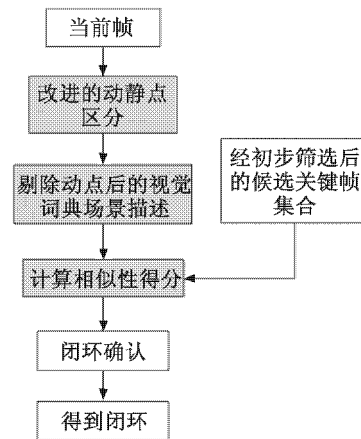 当前帧
改进的动静点
区分
剔除动点后的视觉
词典场景描述
经初步筛选后
的候选关键帧
集合
计算相似性得分
闭环确认
得到闭环